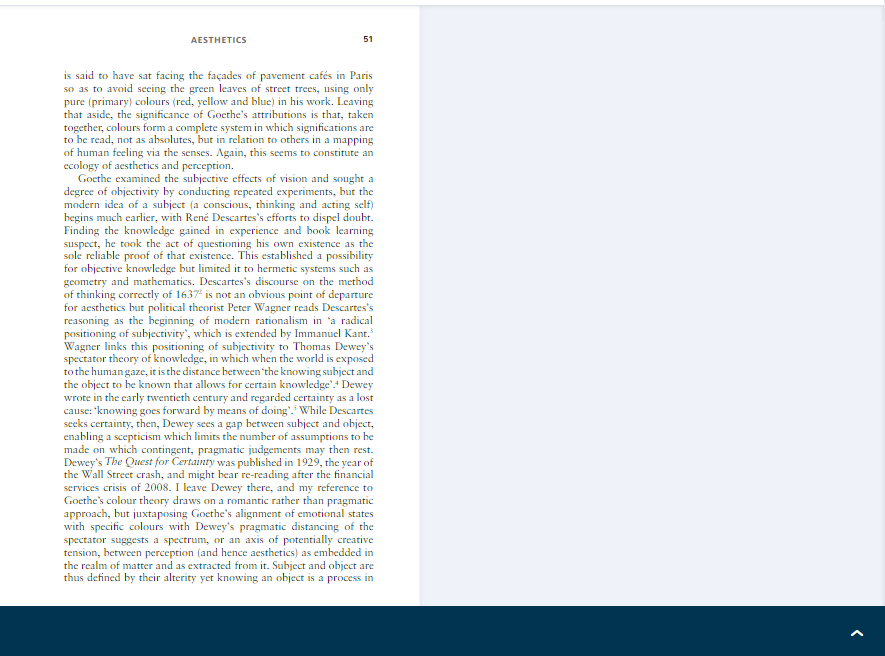 AESTHETICS 51
is said to have sat facing the façades of pavement cafés in Paris
so as to avoid seeing the green leaves of street trees, using only
pure (primary) colours (red, yellow and blue) in his work. Leaving
that aside, the significance of Goethe’s attributions is that, taken
together, colours form a complete system in which significations are
to be read, not as absolutes, but in relation to others in a mapping
of human feeling via the senses. Again, this seems to constitute an
ecology of aesthetics and perception.
Goethe examined the subjective effects of vision and sought a
degree of objectivity by conducting repeated experiments, but the
modern idea of a subject (a conscious, thinking and acting self)
begins much earlier, with René Descartes’s efforts to dispel doubt.
Finding the knowledge gained in experience and book learning
suspect, he took the act of questioning his own existence as the
sole reliable proof of that existence. This established a possibility
for objective knowledge but limited it to hermetic systems such as
geometry and mathematics. Descartes’s discourse on the method
of thinking correctly of 1637² is not an obvious point of departure
for aesthetics but political theorist Peter Wagner reads Descartes’s
reasoning as the beginning of modern rationalism in ‘a radical
positioning of subjectivity’, which is extended by Immanuel Kant.³
Wagner links this positioning of subjectivity to Thomas Dewey’s
spectator theory of knowledge, in which when the world is exposed
to the human gaze, it is the distance between ‘the knowing subject and
the object to be known that allows for certain knowledge’.⁴ Dewey
wrote in the early twentieth century and regarded certainty as a lost
cause: ‘knowing goes forward by means of doing’.⁵ While Descartes
seeks certainty, then, Dewey sees a gap between subject and object,
enabling a scepticism which limits the number of assumptions to be
made on which contingent, pragmatic judgements may then rest.
Dewey’s The Quest for Certainty was published in 1929, the year of
the Wall Street crash, and might bear re-reading after the financial
services crisis of 2008. I leave Dewey there, and my reference to
Goethe’s colour theory draws on a romantic rather than pragmatic
approach, but juxtaposing Goethe’s alignment of emotional states
with specific colours with Dewey’s pragmatic distancing of the
spectator suggests a spectrum, or an axis of potentially creative
tension, between perception (and hence aesthetics) as embedded in
the realm of matter and as extracted from it. Subject and object are
thus defined by their alterity yet knowing an object is a process in